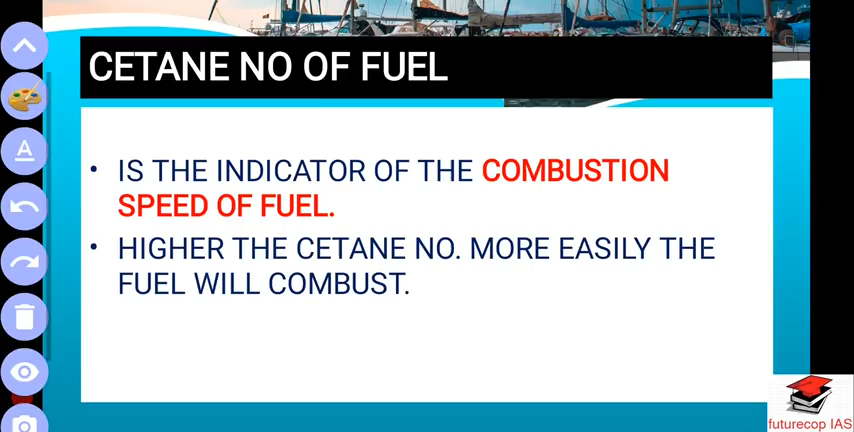 CETANE NO OF FUEL
• IS THE INDICATOR OF THE COMBUSTION
SPEED OF FUEL.
• HIGHER THE CETANE NO. MORE EASILY THE
FUEL WILL COMBUST.
A
futurecop IAS